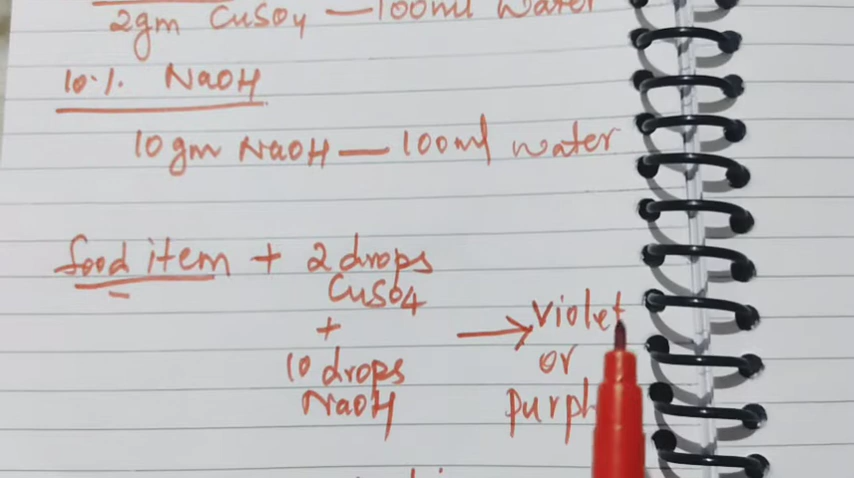 2gm CuSO4 — 100ml water
10% NaOH
10gm NaOH — 100ml water
food item + 2 drops
CuSO4
+
10 drops
NaOH
→ violet
or